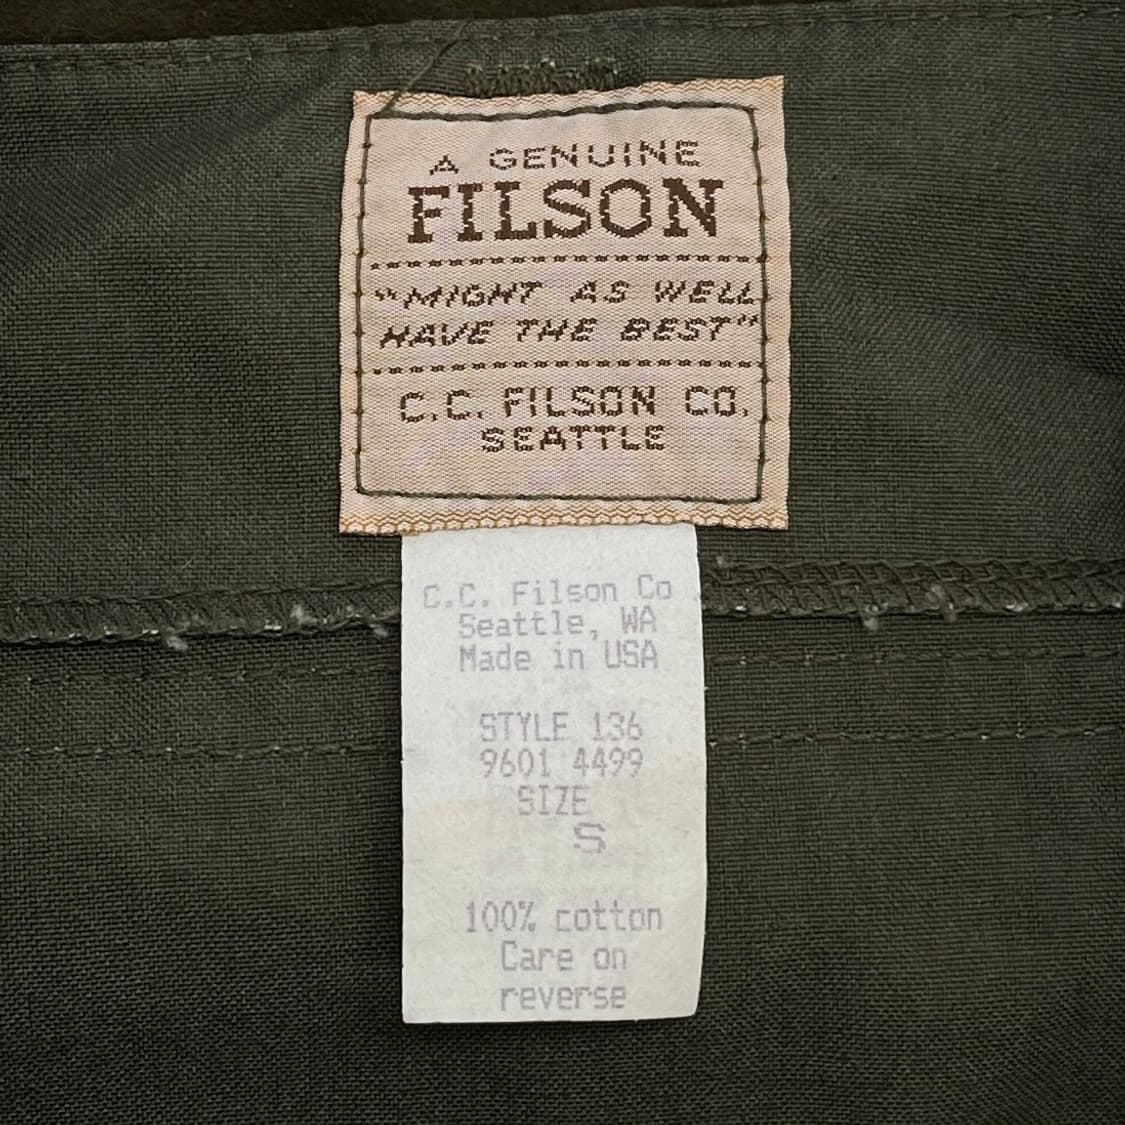 A GENUINE
FILSON
"MIGHT AS WELL
HAVE THE BEST"
C.C. FILSON CO.
SEATTLE
C.C. Filson Co
Seattle, WA
Made in USA
STYLE 136
9601 4499
SIZE
S
100% cotton
Care on
reverse